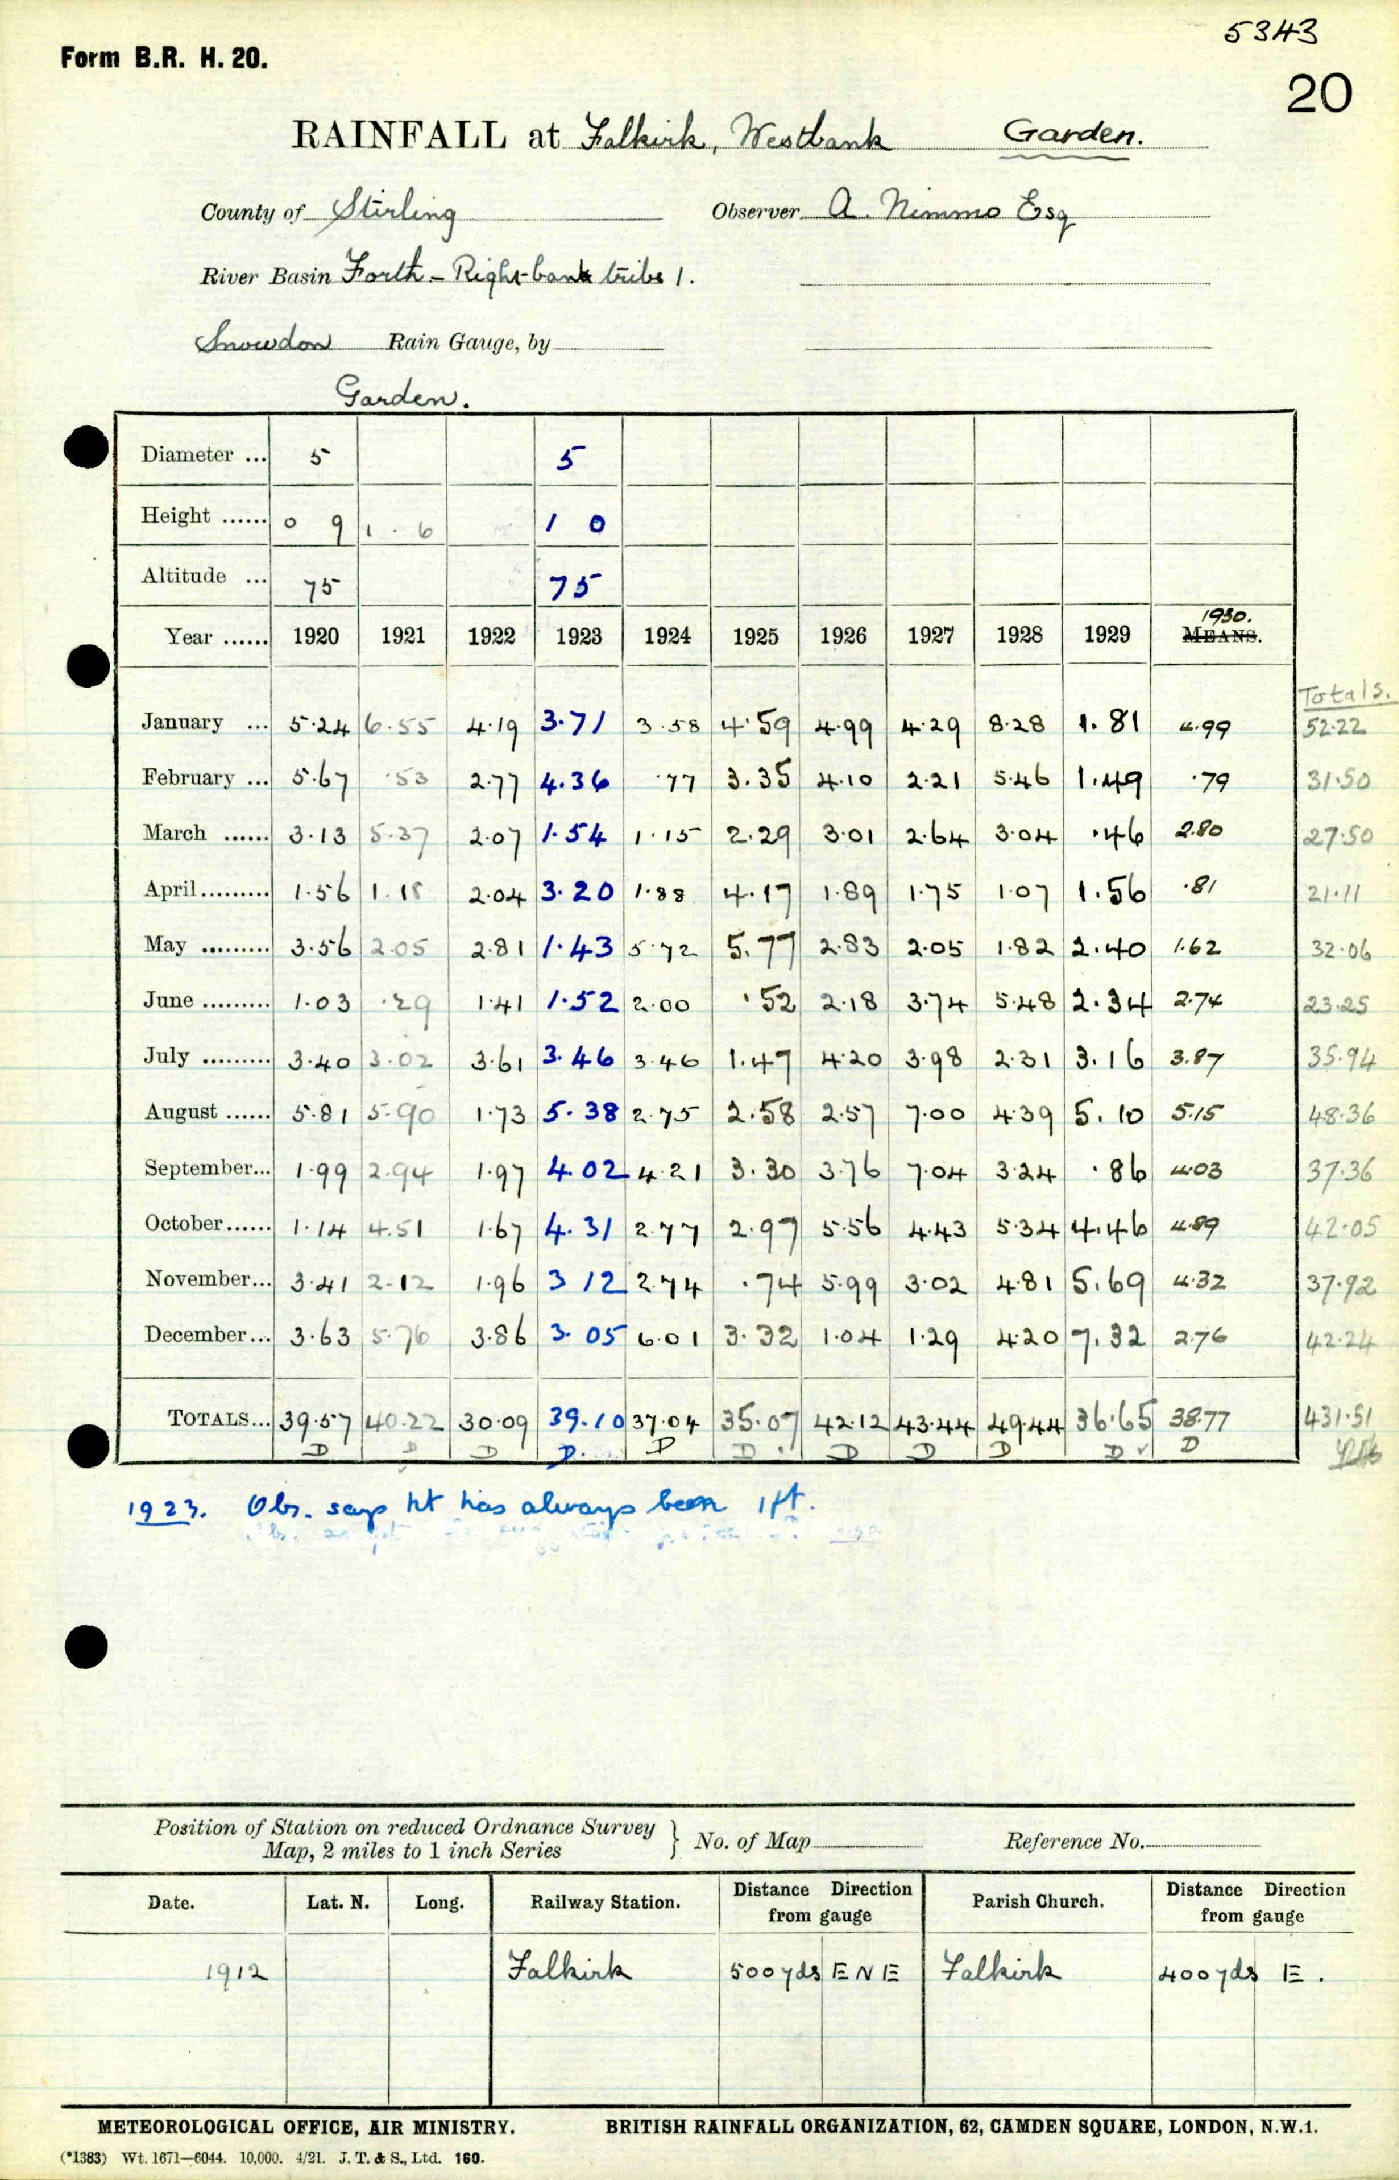 5343
Form B.R. H. 20.
20
RAINFALL at Falkirk, Westbank Garden.
County of Stirling Observer A. Nimmo Esq
River Basin Forth - Right-bank tribs 1.
Snowdon Rain Gauge, by
Garden.
Diameter ... 5 5
Height ...... 0 9 1 . 6 1 0
Altitude ... 75 75
1930.
Year ...... 1920 1921 1922 1923 1924 1925 1926 1927 1928 1929 MEANS.
Totals.
January ... 5.24 6.55 4.19 3.71 3.58 4.59 4.99 4.29 8.28 1.81 4.99 52.22
February ... 5.67 .53 2.77 4.36 .77 3.35 4.10 2.21 5.46 1.49 .79 31.50
March ...... 3.13 5.37 2.07 1.54 1.15 2.29 3.01 2.64 3.04 .46 2.80 27.50
April......... 1.56 1.18 2.04 3.20 1.88 4.17 1.89 1.75 1.07 1.56 .81 21.11
May ......... 3.56 2.05 2.81 1.43 5.72 5.77 2.83 2.05 1.82 2.40 1.62 32.06
June ......... 1.03 .29 1.41 1.52 2.00 .52 2.18 3.74 5.48 2.34 2.74 23.25
July ......... 3.40 3.02 3.61 3.46 3.46 1.47 4.20 3.98 2.31 3.16 3.87 35.94
August ...... 5.81 5.90 1.73 5.38 2.75 2.58 2.57 7.00 4.39 5.10 5.15 48.36
September... 1.99 2.94 1.97 4.02 4.21 3.30 3.76 7.04 3.24 .86 4.03 37.36
October...... 1.14 4.51 1.67 4.31 2.77 2.97 5.56 4.43 5.34 4.46 4.89 42.05
November... 3.41 2.12 1.96 3 12 2.74 .74 5.99 3.02 4.81 5.69 4.32 37.92
December... 3.63 5.76 3.86 3.05 6.01 3.32 1.04 1.29 4.20 7.32 2.76 42.24
TOTALS... 39.57 40.22 30.09 39.10 37.04 35.07 42.12 43.44 49.44 36.65 38.77 431.51
D D D D. D D D D D D D
1923. Obs. says ht has always been 1ft.
Position of Station on reduced Ordnance Survey
Map, 2 miles to 1 inch Series } No. of Map Reference No.
Date. Lat. N. Long. Railway Station. Distance Direction from gauge Parish Church. Distance Direction from gauge
1912 Falkirk 500 yds E N E Falkirk 400 yds E.
METEOROLOGICAL OFFICE, AIR MINISTRY. BRITISH RAINFALL ORGANIZATION, 62, CAMDEN SQUARE, LONDON, N.W.1.
(*1383) Wt. 1671—6044. 10,000. 4/21. J. T. & S., Ltd. 160.